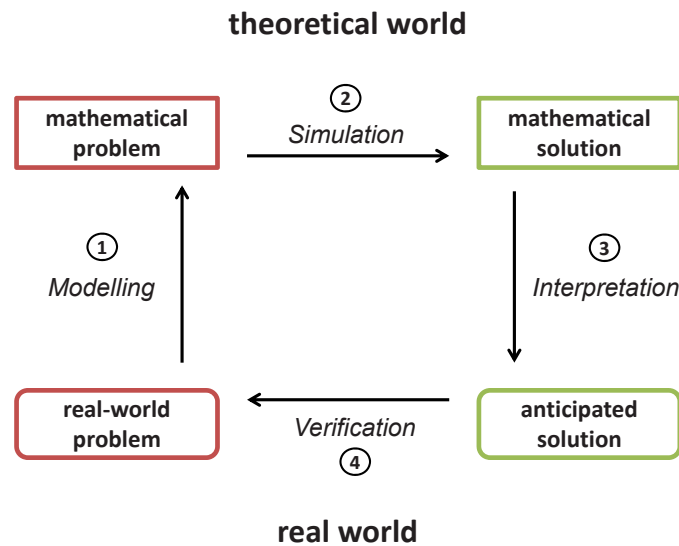 theoretical world
mathematical
problem
2
Simulation
mathematical
solution
1
Modelling
3
Interpretation
real-world
problem
Verification
4
anticipated
solution
real world